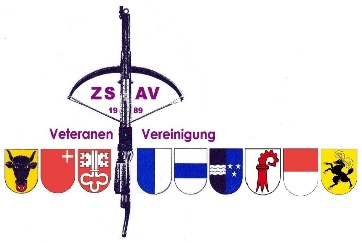 ZS AV
19 89
Veteranen Vereinigung